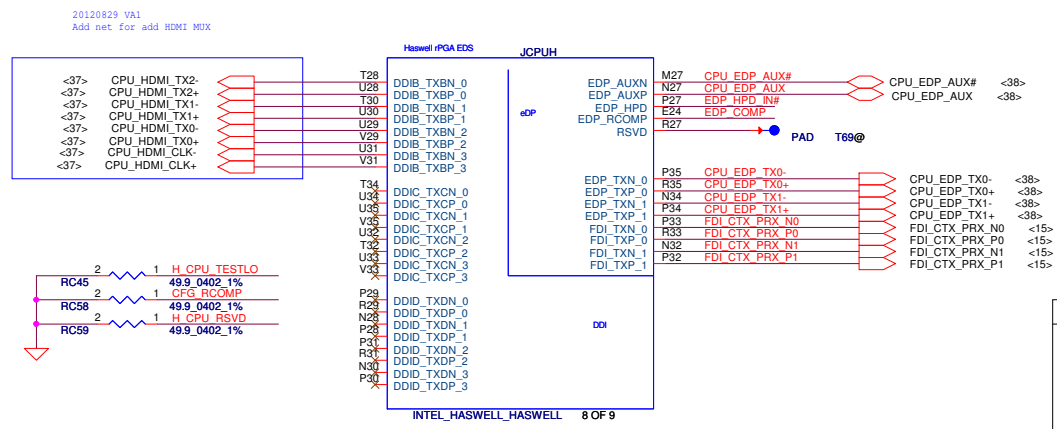 20120829 VA1
Add net for add HDMI MUX
Haswell rPGA EDS
JCPUH
<37> CPU_HDMI_TX2- T28 DDIB_TXBN_0
<37> CPU_HDMI_TX2+ U28 DDIB_TXBP_0
<37> CPU_HDMI_TX1- T30 DDIB_TXBN_1
<37> CPU_HDMI_TX1+ U30 DDIB_TXBP_1
<37> CPU_HDMI_TX0- U29 DDIB_TXBN_2
<37> CPU_HDMI_TX0+ V29 DDIB_TXBP_2
<37> CPU_HDMI_CLK- U31 DDIB_TXBN_3
<37> CPU_HDMI_CLK+ V31 DDIB_TXBP_3
T34 DDIC_TXCN_0
U34 DDIC_TXCP_0
U35 DDIC_TXCN_1
V35 DDIC_TXCP_1
U32 DDIC_TXCN_2
T32 DDIC_TXCP_2
U33 DDIC_TXCN_3
V33 DDIC_TXCP_3
P29 DDID_TXDN_0
R29 DDID_TXDP_0
N28 DDID_TXDN_1
P28 DDID_TXDP_1
P31 DDID_TXDN_2
R31 DDID_TXDP_2
N30 DDID_TXDN_3
P30 DDID_TXDP_3
eDP
DDI
EDP_AUXN M27 CPU_EDP_AUX# CPU_EDP_AUX# <38>
EDP_AUXP N27 CPU_EDP_AUX CPU_EDP_AUX <38>
EDP_HPD P27 EDP_HPD_IN#
EDP_RCOMP E24 EDP_COMP
RSVD R27 PAD T69@
EDP_TXN_0 P35 CPU_EDP_TX0- CPU_EDP_TX0- <38>
EDP_TXP_0 R35 CPU_EDP_TX0+ CPU_EDP_TX0+ <38>
EDP_TXN_1 N34 CPU_EDP_TX1- CPU_EDP_TX1- <38>
EDP_TXP_1 P34 CPU_EDP_TX1+ CPU_EDP_TX1+ <38>
FDI_TXN_0 P33 FDI_CTX_PRX_N0 FDI_CTX_PRX_N0 <15>
FDI_TXP_0 R33 FDI_CTX_PRX_P0 FDI_CTX_PRX_P0 <15>
FDI_TXN_1 N32 FDI_CTX_PRX_N1 FDI_CTX_PRX_N1 <15>
FDI_TXP_1 P32 FDI_CTX_PRX_P1 FDI_CTX_PRX_P1 <15>
2 1 H_CPU_TESTLO
RC45 49.9_0402_1%
2 1 CFG_RCOMP
RC58 49.9_0402_1%
2 1 H_CPU_RSVD
RC59 49.9_0402_1%
INTEL_HASWELL_HASWELL 8 OF 9